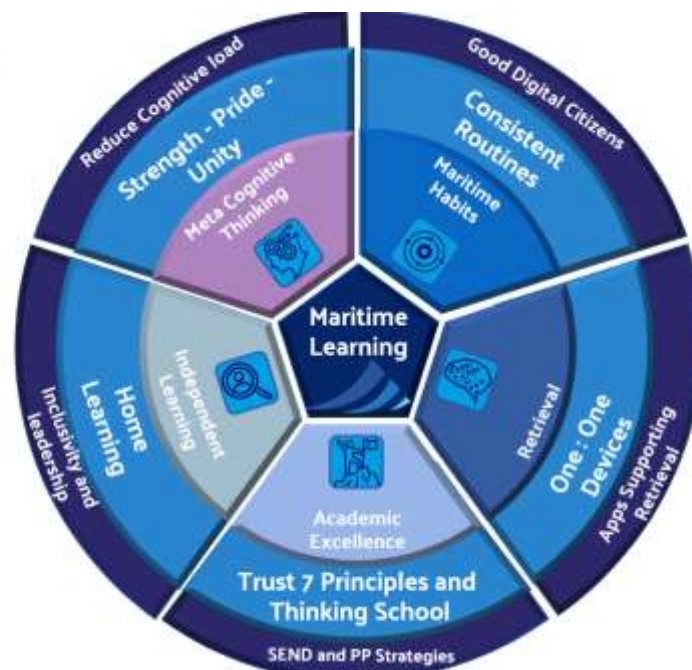 Reduce Cognitive load
Strength - Pride -
Unity
Meta Cognitive
Thinking
Good Digital Citizens
Consistent
Routines
Maritime
Habits
Maritime
Learning
Inclusivity and
leadership
Home
Learning
Independent
Learning
Retrieval
One : One
Devices
Apps Supporting
Retrieval
Academic
Excellence
Trust 7 Principles and
Thinking School
SEND and PP Strategies